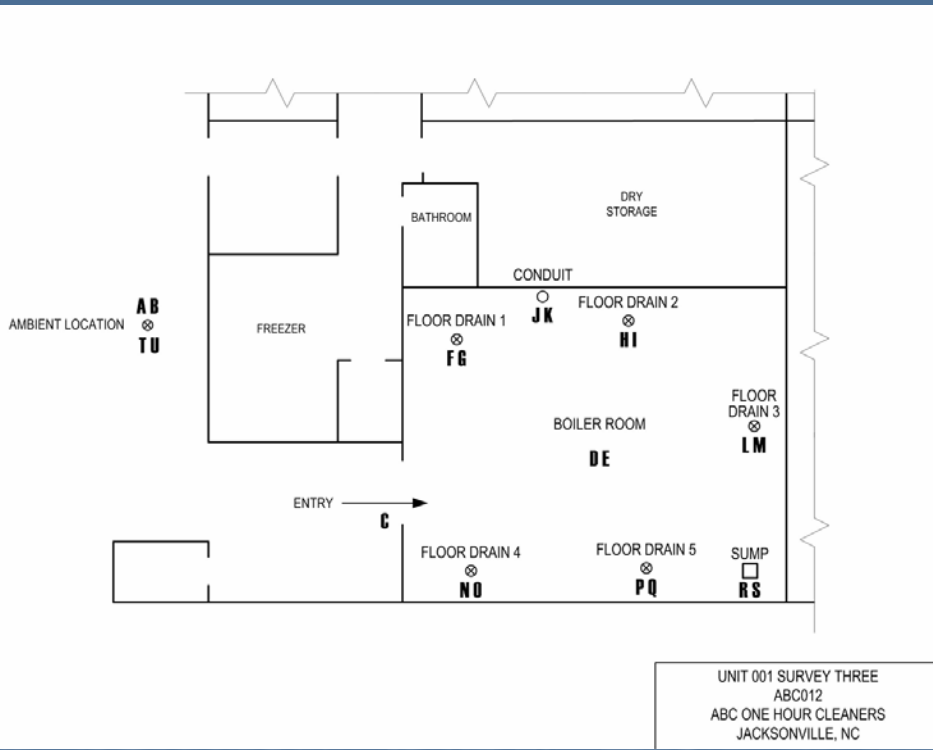 DRY
STORAGE
BATHROOM
CONDUIT
JK
FLOOR DRAIN 2
HI
AB
AMBIENT LOCATION
TU
FREEZER
FLOOR DRAIN 1
FG
FLOOR
DRAIN 3
LM
BOILER ROOM
DE
ENTRY
C
FLOOR DRAIN 4
NO
FLOOR DRAIN 5
PQ
SUMP
RS
UNIT 001 SURVEY THREE
ABC012
ABC ONE HOUR CLEANERS
JACKSONVILLE, NC